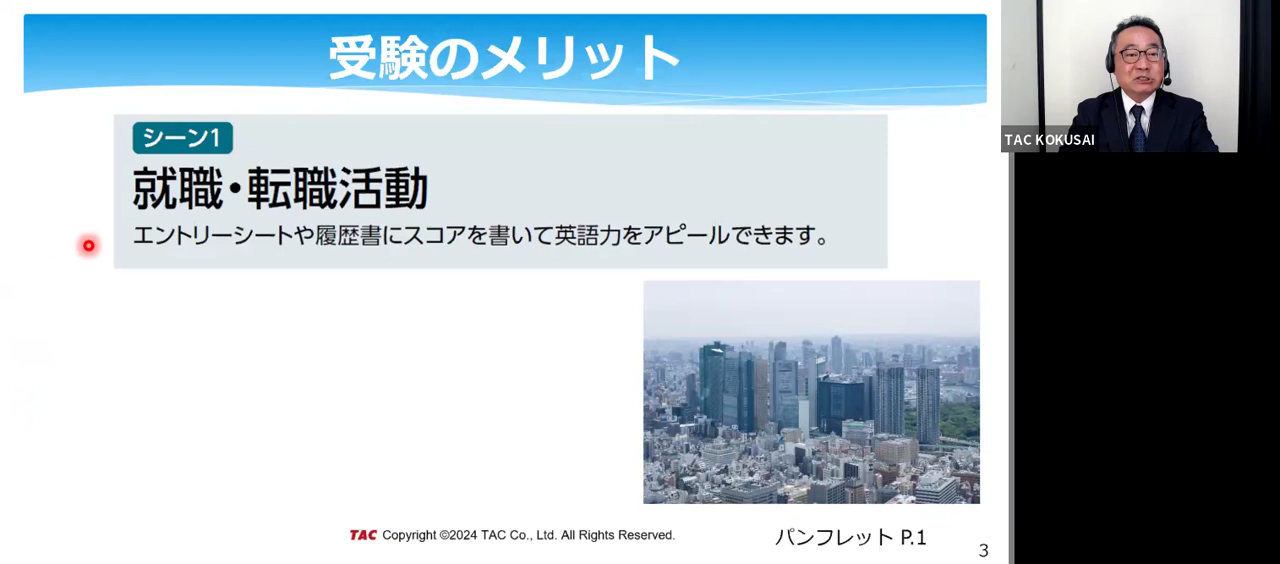 受験のメリット
シーン1
就職・転職活動
エントリーシートや履歴書にスコアを書いて英語力をアピールできます。
TAC KOKUSAI
TAC Copyright ©2024 TAC Co., Ltd. All Rights Reserved.
パンフレット P.1
3